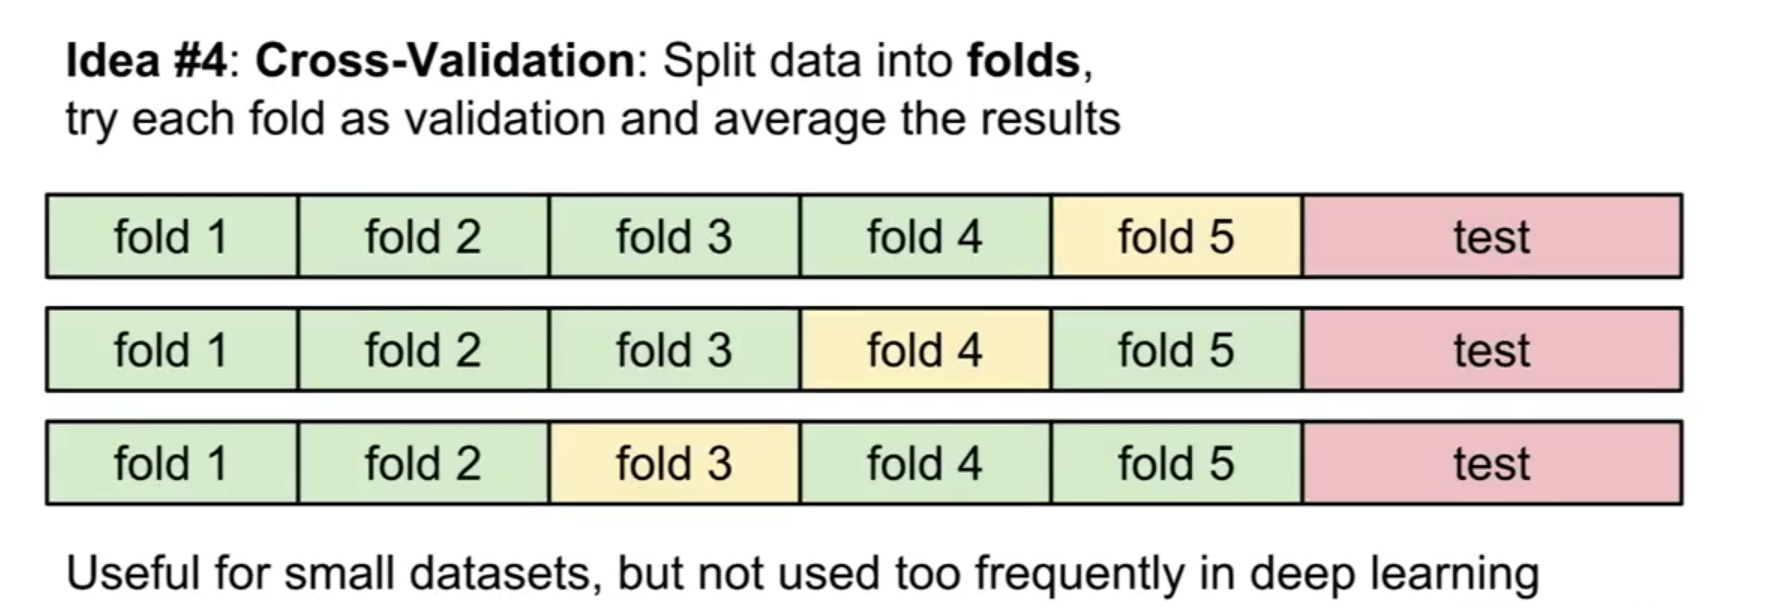 Idea #4: Cross-Validation: Split data into folds,
try each fold as validation and average the results
fold 1 fold 2 fold 3 fold 4 fold 5 test
fold 1 fold 2 fold 3 fold 4 fold 5 test
fold 1 fold 2 fold 3 fold 4 fold 5 test
Useful for small datasets, but not used too frequently in deep learning